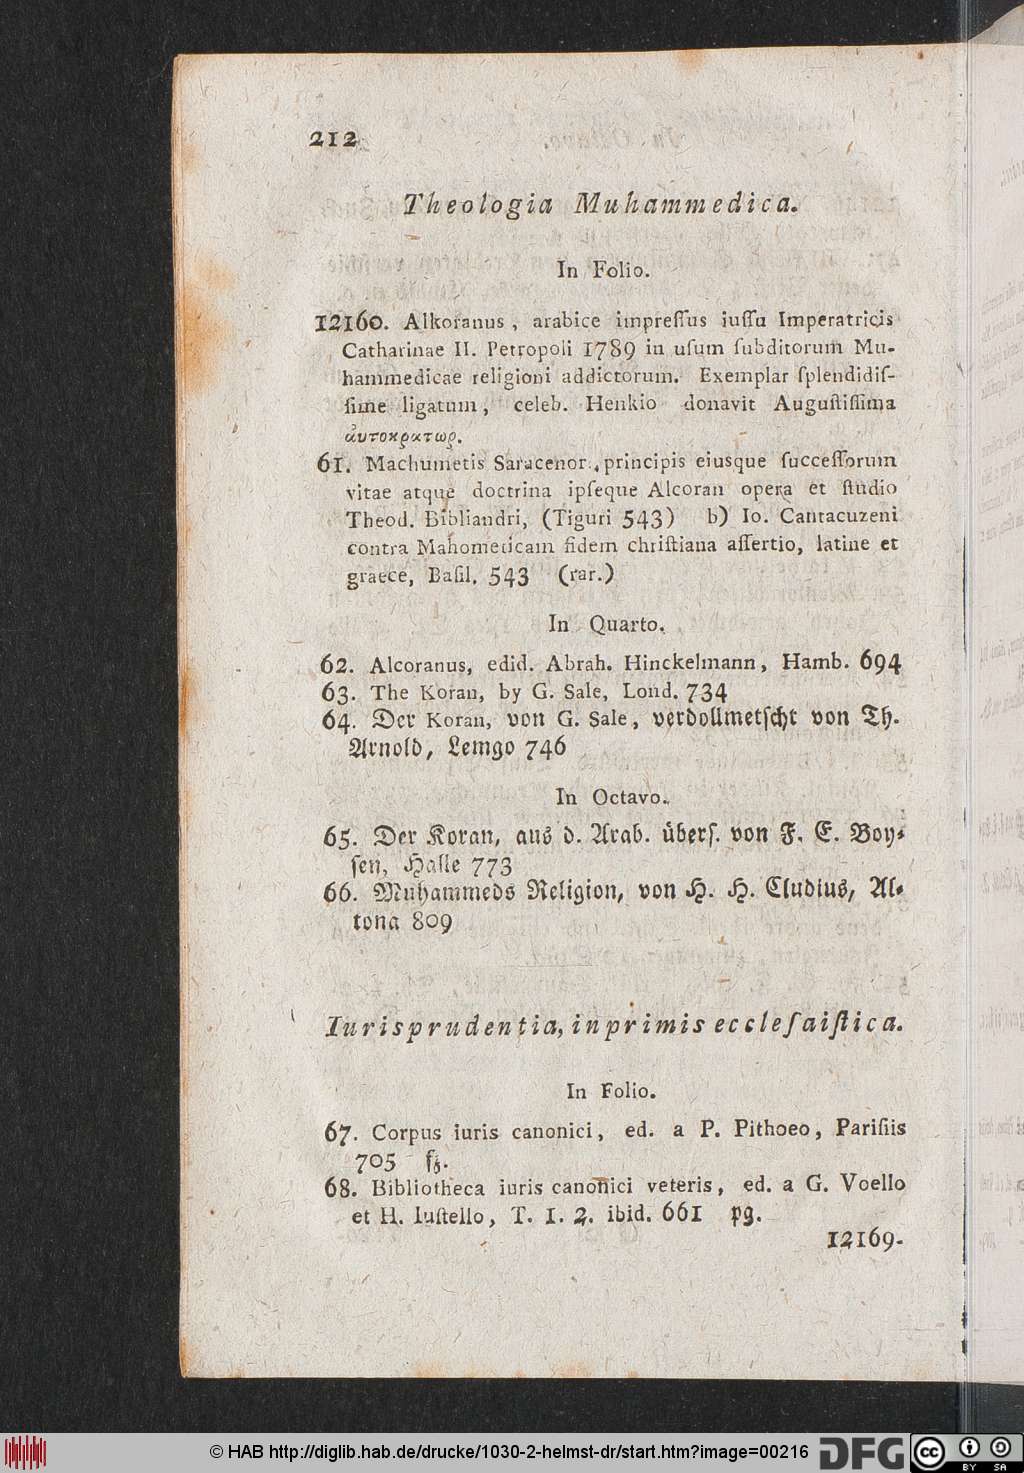 212
Theologia Muhammedica.
In Folio.
12160. Alkoranus, arabice impreſſus iuſſu Imperatricis
Catharinae II. Petropoli 1789 in uſum ſubditorum Mu-
hammedicae religioni addictorum. Exemplar ſplendidiſ-
ſime ligatum, celeb. Henkio donavit Auguſtiſſima
ἀυτοκρατωρ.
61. Machumetis Saracenor. principis eiusque ſucceſſorum
vitae atque doctrina ipſeque Alcoran opera et ſtudio
Theod. Bibliandri, (Tiguri 543) b) Io. Cantacuzeni
contra Mahometicam fidem chriſtiana aſſertio, latine et
graece, Baſil. 543 (rar.)
In Quarto.
62. Alcoranus, edid. Abrah. Hinckelmann, Hamb. 694
63. The Koran, by G. Sale, Lond. 734
64. Der Koran, von G. Sale, verdollmetſcht von Th.
Arnold, Lemgo 746
In Octavo.
65. Der Koran, aus d. Arab. überſ. von F. E. Boy-
ſen, Halle 773
66. Muhammeds Religion, von H. H. Cludius, Al-
tona 809
Iurisprudentia, inprimis eccleſaiſtica.
In Folio.
67. Corpus iuris canonici, ed. a P. Pithoeo, Pariſiis
705 fz.
68. Bibliotheca iuris canonici veteris, ed. a G. Voello
et H. Iuſtello, T. 1. 2. ibid. 661 pg.
12169-
© HAB http://diglib.hab.de/drucke/1030-2-helmst-dr/start.htm?image=00216 DFG cc BY SA